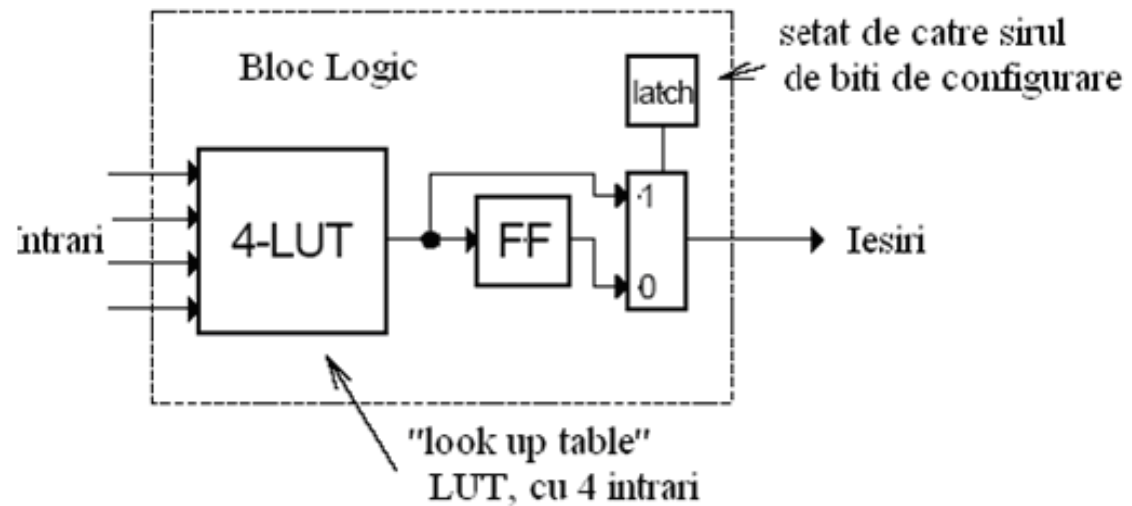 setat de catre sirul
de biti de configurare
Bloc Logic
latch
intrari
4-LUT
FF
1
0
Iesiri
"look up table"
LUT, cu 4 intrari